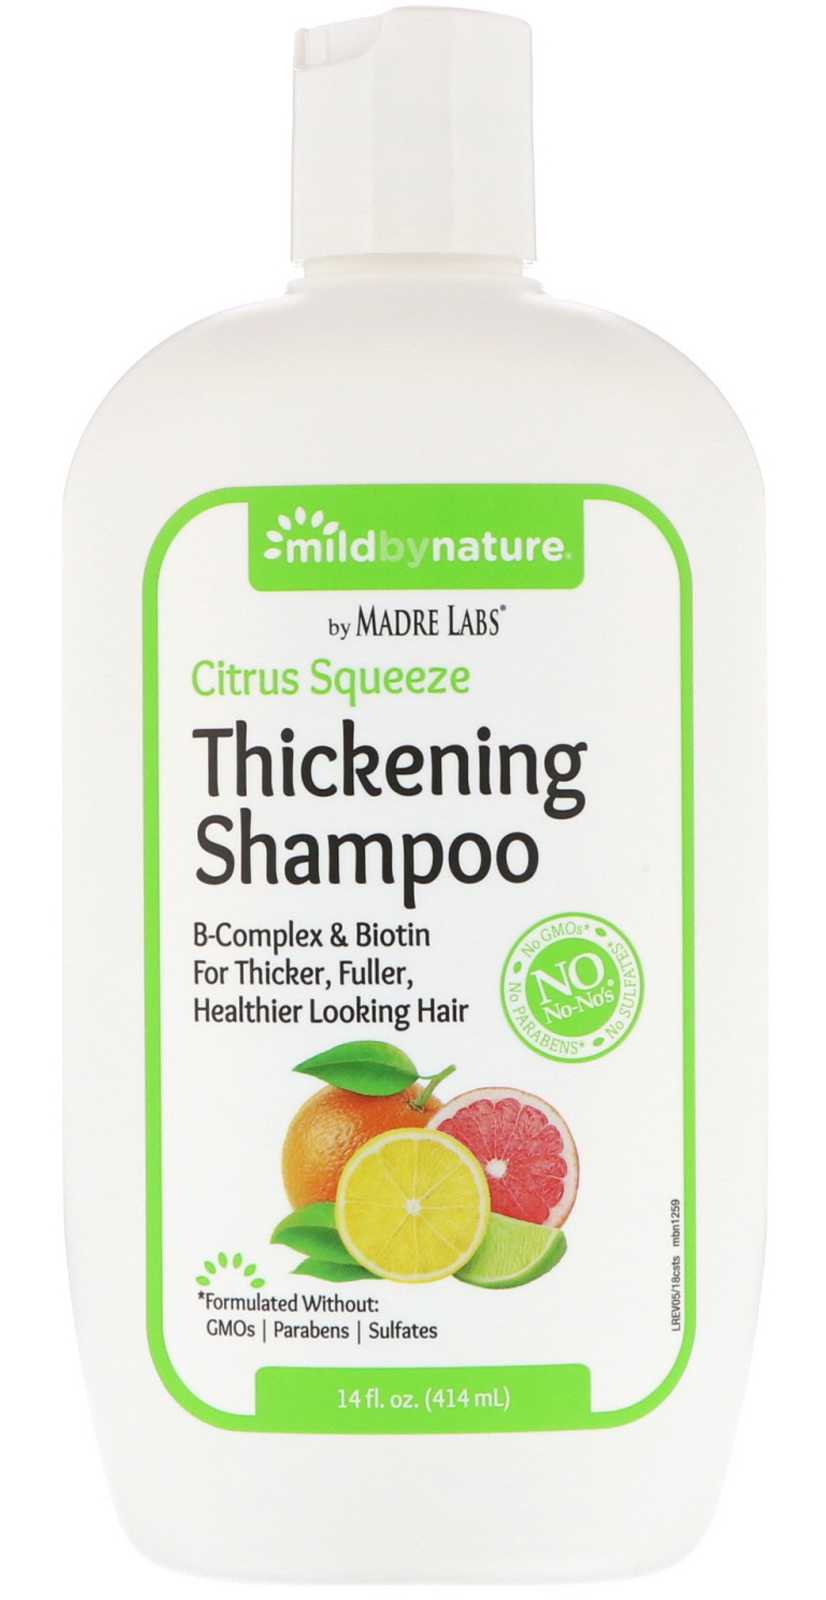 mildbynature®
by MADRE LABS®
Citrus Squeeze
Thickening
Shampoo
B-Complex & Biotin
For Thicker, Fuller,
Healthier Looking Hair
No GMOs*
No SULFATES*
No PARABENS*
NO
No-No's®
*Formulated Without:
GMOs | Parabens | Sulfates
LREV05/18csts mbn1259
14 fl. oz. (414 mL)